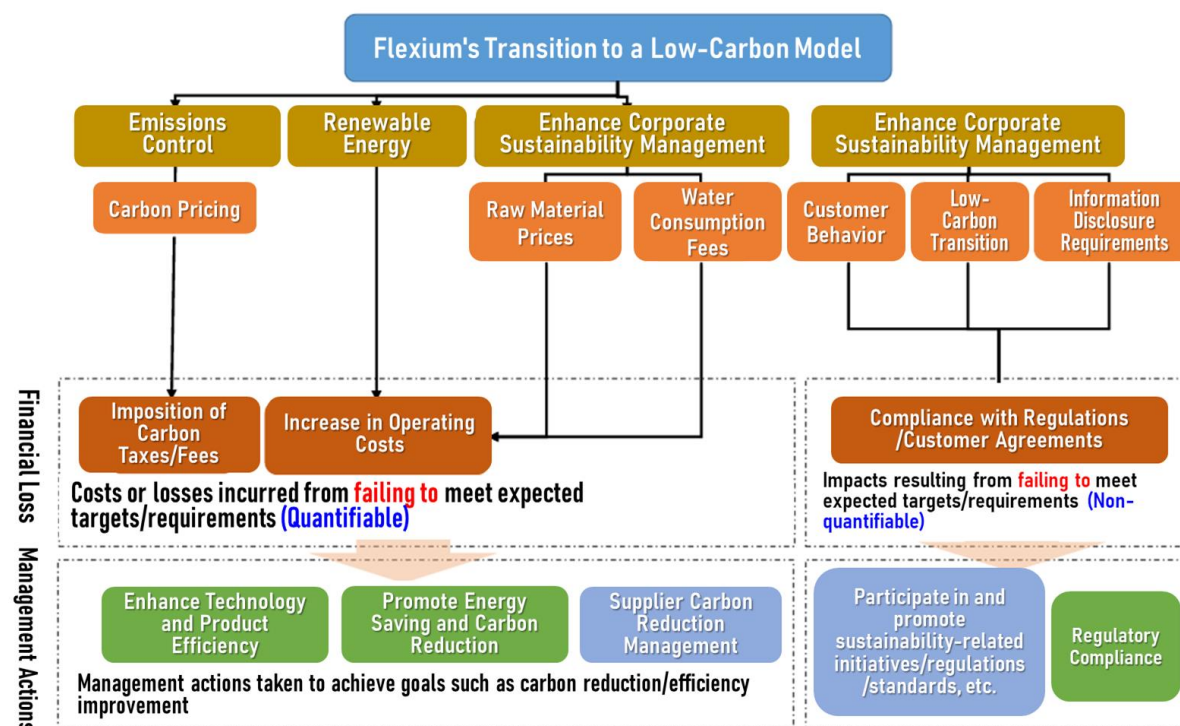 Flexium's Transition to a Low-Carbon Model
Emissions
Control
Renewable
Energy
Enhance Corporate
Sustainability Management
Enhance Corporate
Sustainability Management
Carbon Pricing
Raw Material
Prices
Water
Consumption
Fees
Customer
Behavior
Low-
Carbon
Transition
Information
Disclosure
Requirements
Financial Loss
Imposition of
Carbon
Taxes/Fees
Increase in Operating
Costs
Costs or losses incurred from failing to meet expected
targets/requirements (Quantifiable)
Compliance with Regulations
/Customer Agreements
Impacts resulting from failing to meet
expected targets/requirements (Non-
quantifiable)
Management Actions
Enhance Technology
and Product
Efficiency
Promote Energy
Saving and Carbon
Reduction
Supplier Carbon
Reduction
Management
Management actions taken to achieve goals such as carbon reduction/efficiency
improvement
Participate in and
promote
sustainability-related
initiatives/regulations
/standards, etc.
Regulatory
Compliance